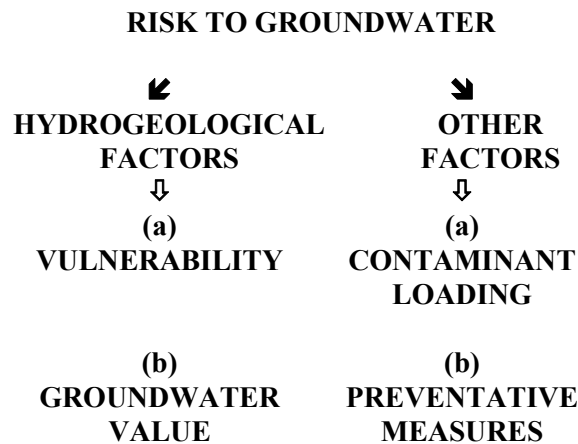 RISK TO GROUNDWATER
HYDROGEOLOGICAL FACTORS
OTHER FACTORS
(a)
VULNERABILITY
(a)
CONTAMINANT LOADING
(b)
GROUNDWATER VALUE
(b)
PREVENTATIVE MEASURES